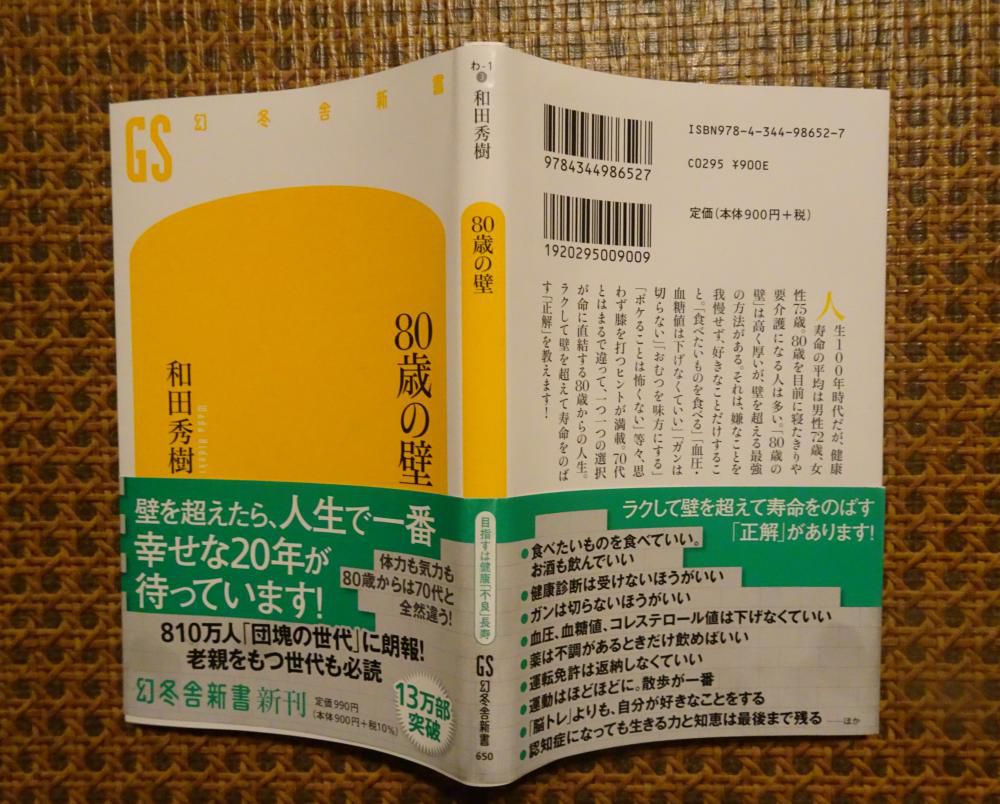 GS 幻冬舎新書
80歳の壁
和田秀樹
Wada Hideki
壁を超えたら、人生で一番
幸せな20年が
待っています!
体力も気力も
80歳からは70代と
全然違う!
810万人「団塊の世代」に朗報!
老親をもつ世代も必読
幻冬舎新書 新刊
定価990円
(本体900円+税10%)
13万部
突破
わ-1
3
和田秀樹
80歳の壁
目指すは健康「不良」長寿
GS
幻冬舎新書
650
9784344986527
1920295009009
ISBN978-4-344-98652-7
C0295 ¥900E
定価(本体900円+税)
人生100年時代だが、健康
寿命の平均は男性72歳、女
性75歳。80歳を目前に寝たきりや
要介護になる人は多い。「80歳の
壁」は高く厚いが、壁を超える最強
の方法がある。それは、嫌なことを
我慢せず、好きなことだけするこ
と。「食べたいものを食べる」「血圧・
血糖値は下げなくていい」「ガンは
切らない」「おむつを味方にする」
「ボケることは怖くない」等々、思
わず膝を打つヒントが満載。70代
とはまるで違って、一つ一つの選択
が命に直結する80歳からの人生。
ラクして壁を超えて寿命をのば
す「正解」を教えます!
ラクして壁を超えて寿命をのばす
「正解」があります!
●食べたいものを食べていい。
お酒も飲んでいい
●健康診断は受けないほうがいい
●ガンは切らないほうがいい
●血圧、血糖値、コレステロール値は下げなくていい
●薬は不調があるときだけ飲めばいい
●運転免許は返納しなくていい
●運動はほどほどに。散歩が一番
●「脳トレ」よりも、自分が好きなことをする
●認知症になっても生きる力と知恵は最後まで残る ──ほか